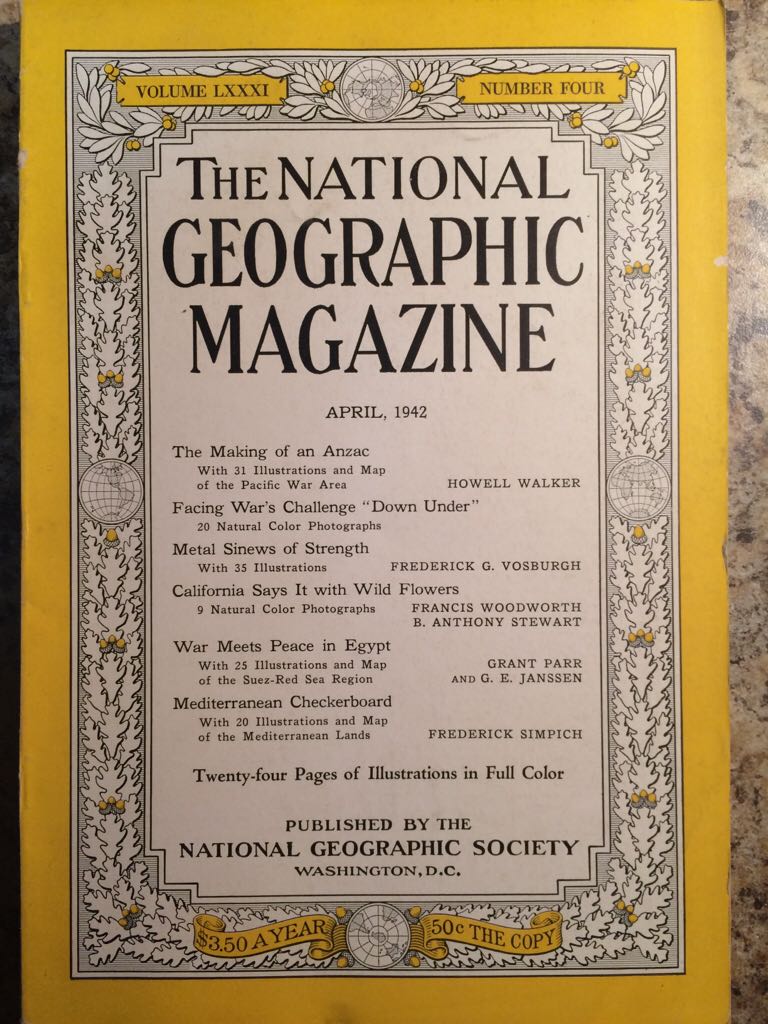 VOLUME LXXXI
NUMBER FOUR
THE NATIONAL
GEOGRAPHIC
MAGAZINE
APRIL, 1942
The Making of an Anzac
With 31 Illustrations and Map
of the Pacific War Area HOWELL WALKER
Facing War's Challenge "Down Under"
20 Natural Color Photographs
Metal Sinews of Strength
With 35 Illustrations FREDERICK G. VOSBURGH
California Says It with Wild Flowers
9 Natural Color Photographs FRANCIS WOODWORTH
B. ANTHONY STEWART
War Meets Peace in Egypt
With 25 Illustrations and Map GRANT PARR
of the Suez-Red Sea Region AND G. E. JANSSEN
Mediterranean Checkerboard
With 20 Illustrations and Map
of the Mediterranean Lands FREDERICK SIMPICH
Twenty-four Pages of Illustrations in Full Color
PUBLISHED BY THE
NATIONAL GEOGRAPHIC SOCIETY
WASHINGTON, D.C.
$3.50 A YEAR
50c THE COPY